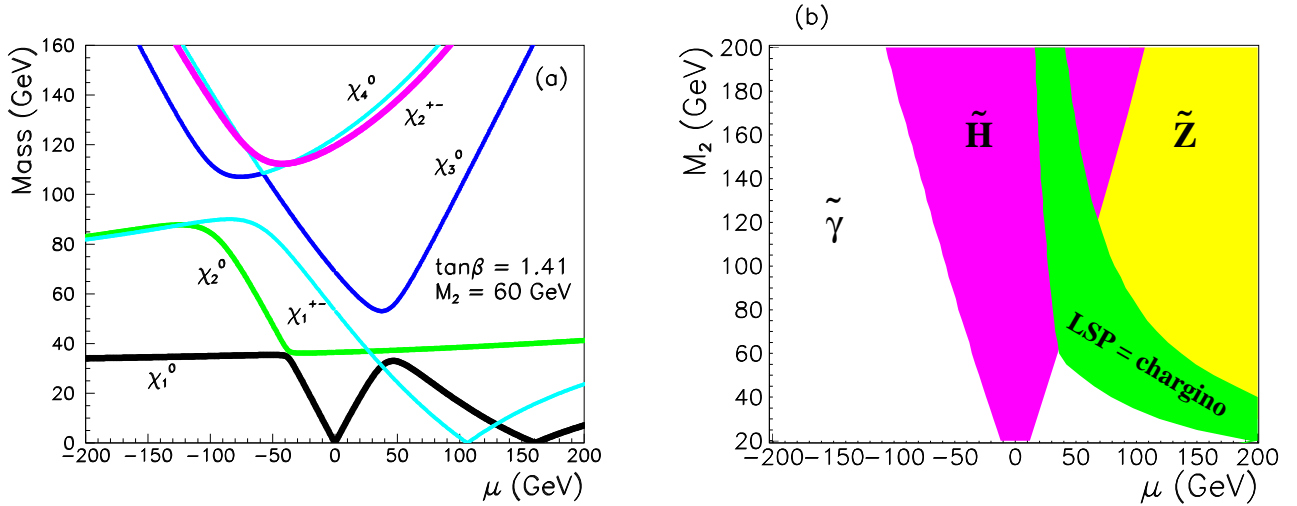 (a)
Mass (GeV)
160
140
120
100
80
60
40
20
0
χ₄⁰
χ₂⁺⁻
χ₃⁰
χ₂⁰
χ₁⁺⁻
χ₁⁰
tanβ = 1.41
M₂ = 60 GeV
−200 −150 −100 −50 0 50 100 150 200
μ (GeV)
(b)
M₂ (GeV)
200
180
160
140
120
100
80
60
40
20
H̃
Z̃
γ̃
LSP = chargino
−200 −200 −150 −100 −50 0 50 100 150 200
μ (GeV)